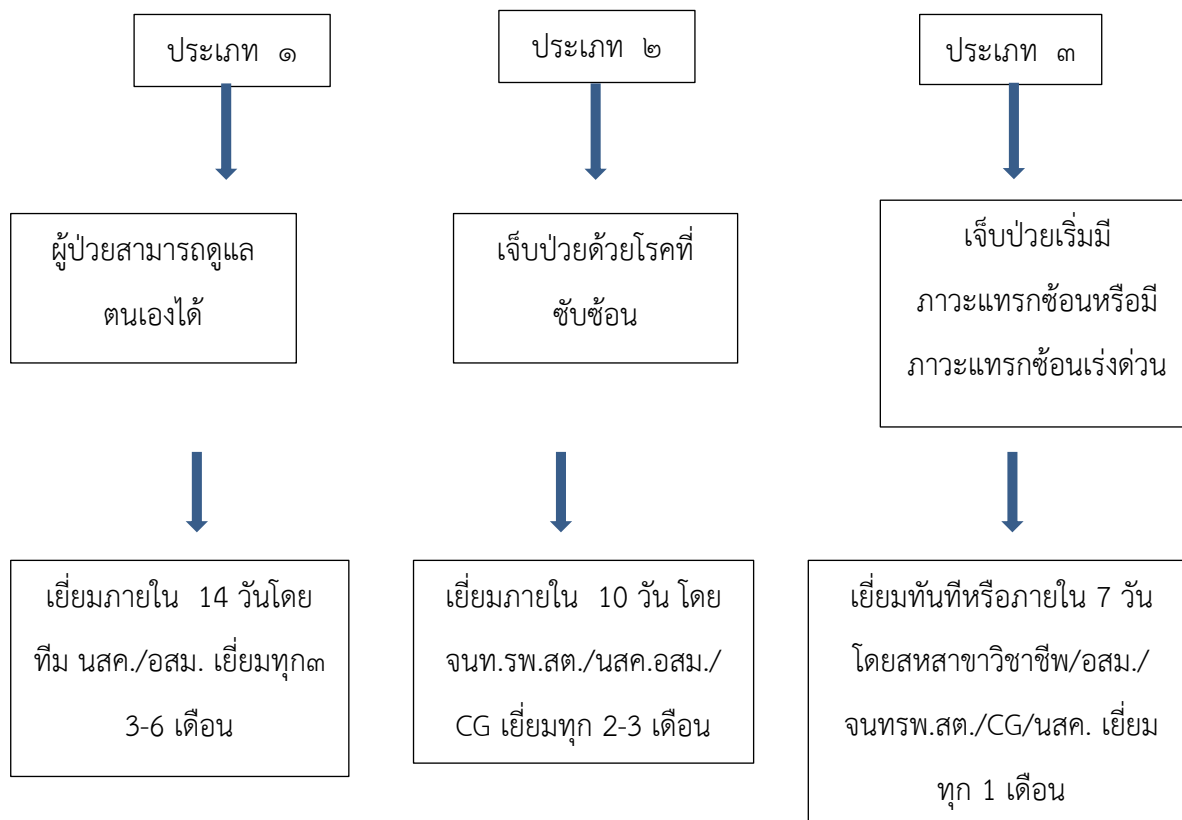 ประเภท ๑
ประเภท ๒
ประเภท ๓
ผู้ป่วยสามารถดูแล
ตนเองได้
เจ็บป่วยด้วยโรคที่
ซับซ้อน
เจ็บป่วยเริ่มมี
ภาวะแทรกซ้อนหรือมี
ภาวะแทรกซ้อนเร่งด่วน
เยี่ยมภายใน 14 วันโดย
ทีม นสค./อสม. เยี่ยมทุก๓
3-6 เดือน
เยี่ยมภายใน 10 วัน โดย
จนท.รพ.สต./นสค.อสม./
CG เยี่ยมทุก 2-3 เดือน
เยี่ยมทันทีหรือภายใน 7 วัน
โดยสหสาขาวิชาชีพ/อสม./
จนทรพ.สต./CG/นสค. เยี่ยม
ทุก 1 เดือน